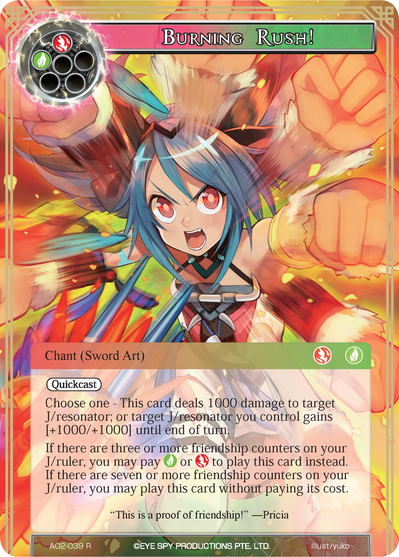 BURNING RUSH!
Chant (Sword Art)
Quickcast
Choose one - This card deals 1000 damage to target
J/resonator; or target J/resonator you control gains
[+1000/+1000] until end of turn.
If there are three or more friendship counters on your
J/ruler, you may pay or to play this card instead.
If there are seven or more friendship counters on your
J/ruler, you may play this card without paying its cost.
“This is a proof of friendship!” —Pricia
A02-039 R
©EYE SPY PRODUCTIONS PTE. LTD.
illust/yuko